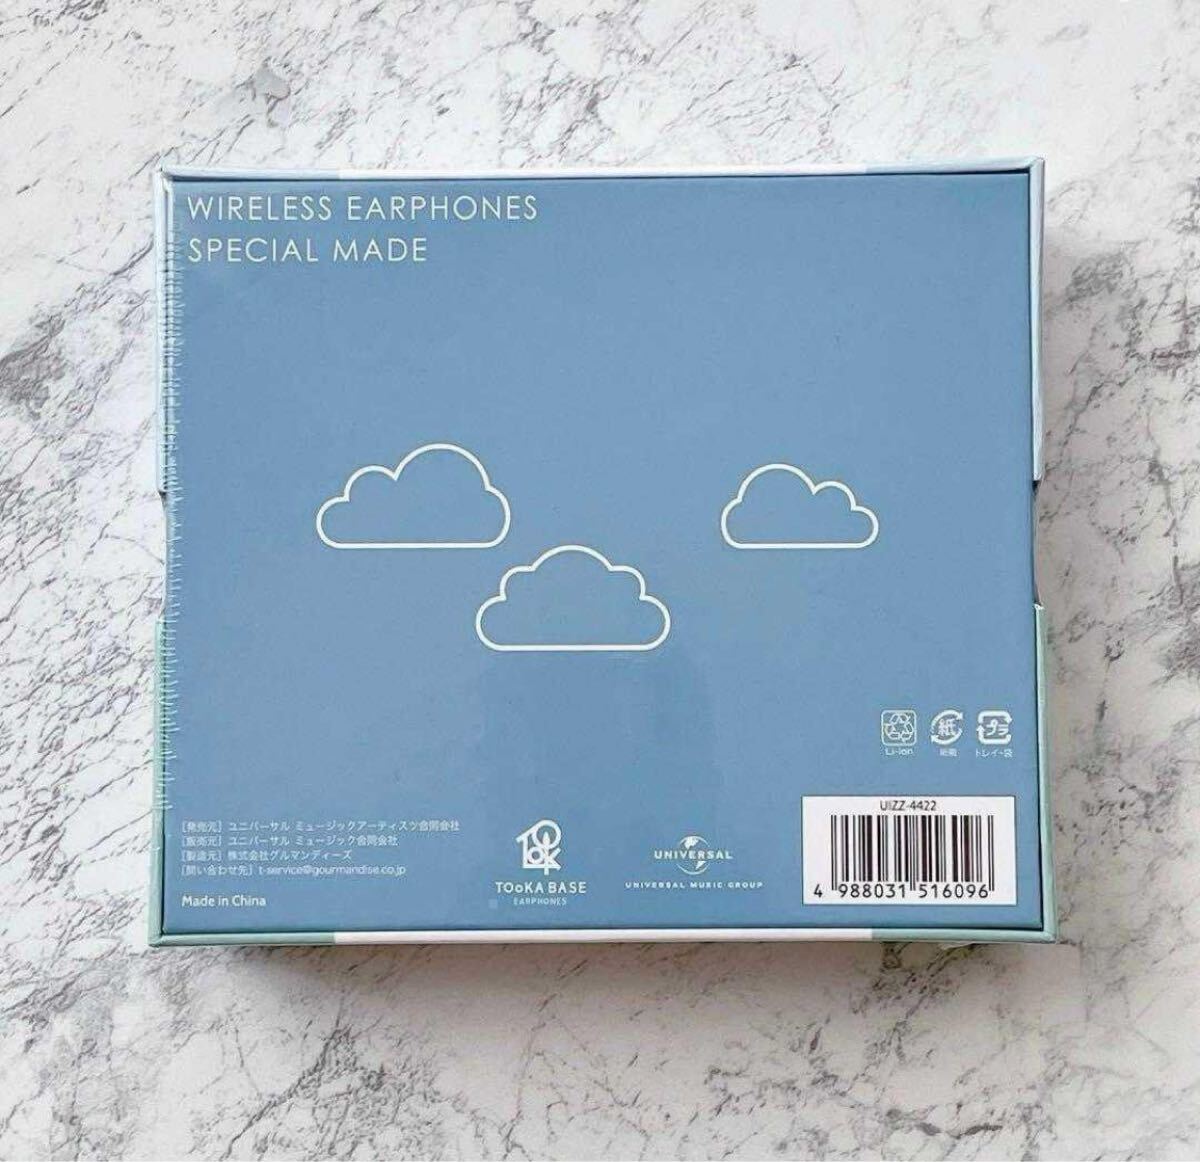 WIRELESS EARPHONES
SPECIAL MADE
Li-ion
紙
紙箱
プラ
トレイ・袋
[発売元] ユニバーサル ミュージックアーティスツ合同会社
[販売元] ユニバーサル ミュージック合同会社
[製造元] 株式会社グルマンディーズ
[問い合わせ先] t-service@gourmandise.co.jp
Made in China
TOoKA BASE
EARPHONES
UNIVERSAL
UNIVERSAL MUSIC GROUP
UIZZ-4422
4 988031 516096